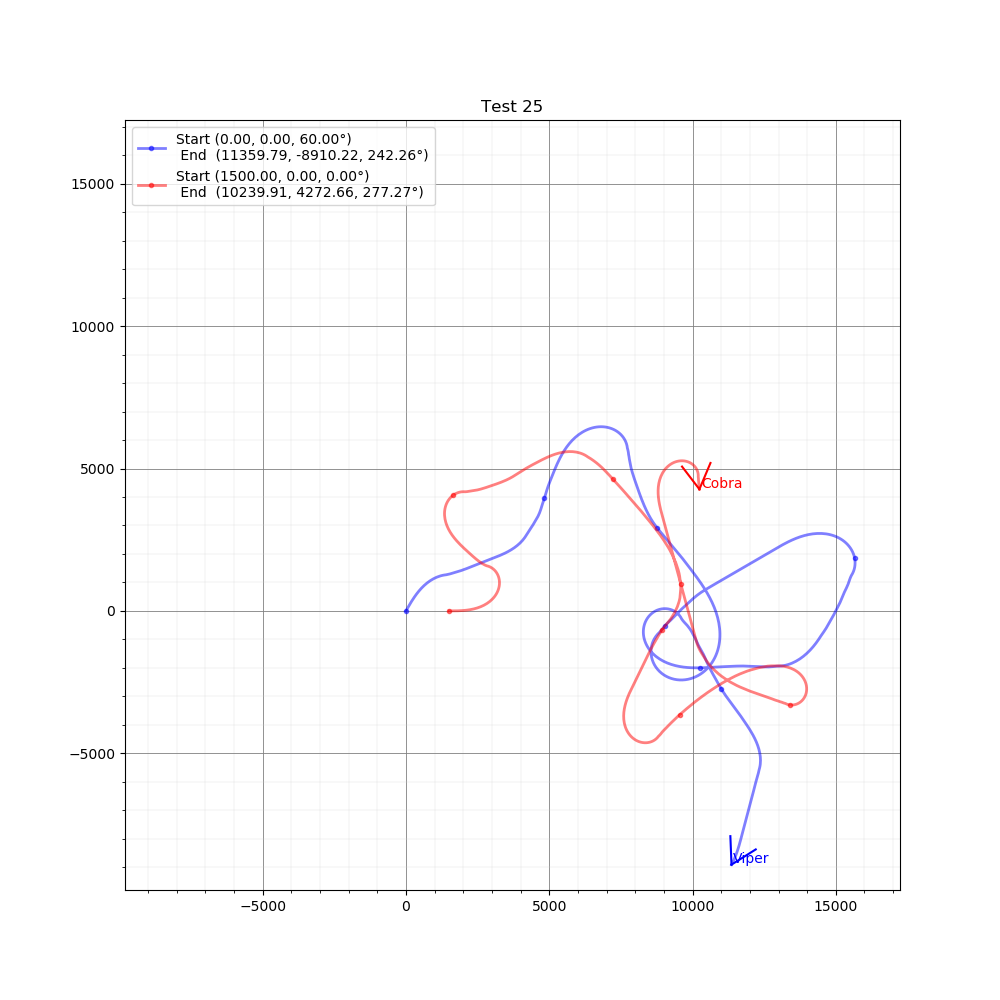 Test 25
Start (0.00, 0.00, 60.00°)
End  (11359.79, -8910.22, 242.26°)
Start (1500.00, 0.00, 0.00°)
End  (10239.91, 4272.66, 277.27°)
15000
10000
5000
0
−5000
Cobra
Viper
−5000 0 5000 10000 15000